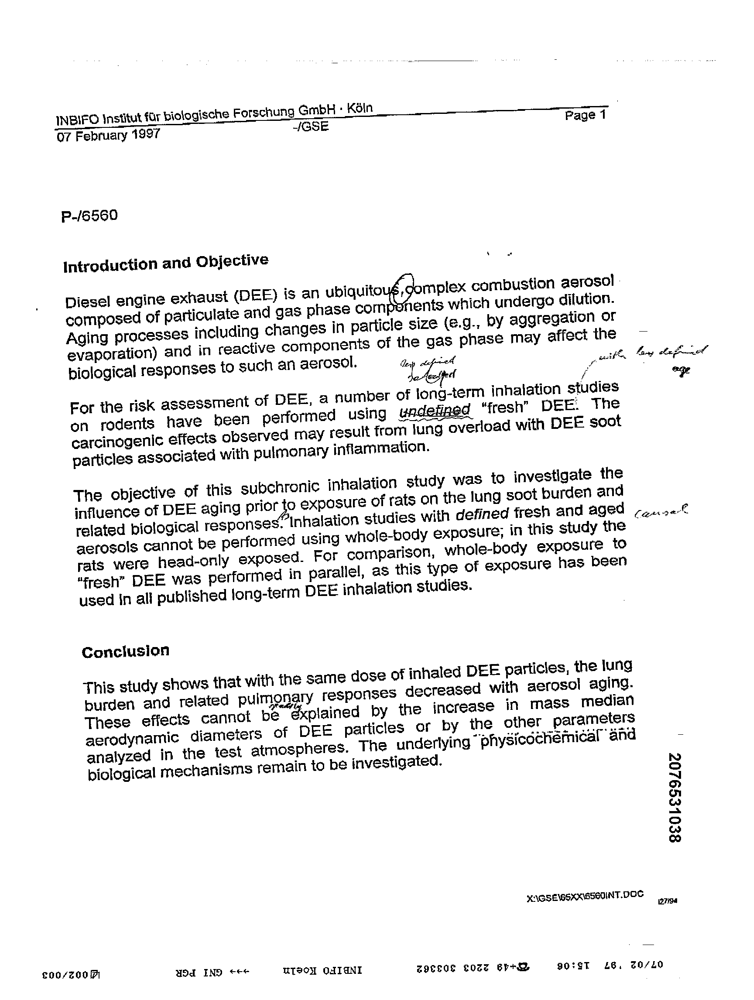 INBIFO Institut für biologische Forschung GmbH · Köln
Page 1
07 February 1997 -/GSE
P-/6560
Introduction and Objective
Diesel engine exhaust (DEE) is an ubiquitous, complex combustion aerosol
composed of particulate and gas phase components which undergo dilution.
Aging processes including changes in particle size (e.g., by aggregation or
evaporation) and in reactive components of the gas phase may affect the
biological responses to such an aerosol.
less defined
with less defined
age
For the risk assessment of DEE, a number of long-term inhalation studies
on rodents have been performed using undefined "fresh" DEE. The
carcinogenic effects observed may result from lung overload with DEE soot
particles associated with pulmonary inflammation.
The objective of this subchronic inhalation study was to investigate the
influence of DEE aging prior to exposure of rats on the lung soot burden and
related biological responses. Inhalation studies with defined fresh and aged
causal
aerosols cannot be performed using whole-body exposure; in this study the
rats were head-only exposed. For comparison, whole-body exposure to
"fresh" DEE was performed in parallel, as this type of exposure has been
used in all published long-term DEE inhalation studies.
Conclusion
This study shows that with the same dose of inhaled DEE particles, the lung
burden and related pulmonary responses decreased with aerosol aging.
These effects cannot be explained by the increase in mass median
aerodynamic diameters of DEE particles or by the other parameters
analyzed in the test atmospheres. The underlying physicochemical and
biological mechanisms remain to be investigated.
2076531038
X:\GSE\65XX\6560INT.DOC
I27/94
07/02 '97 15:06 ☎+49 2203 303362 INBIFO Koeln +++ GNI PGR 002/003